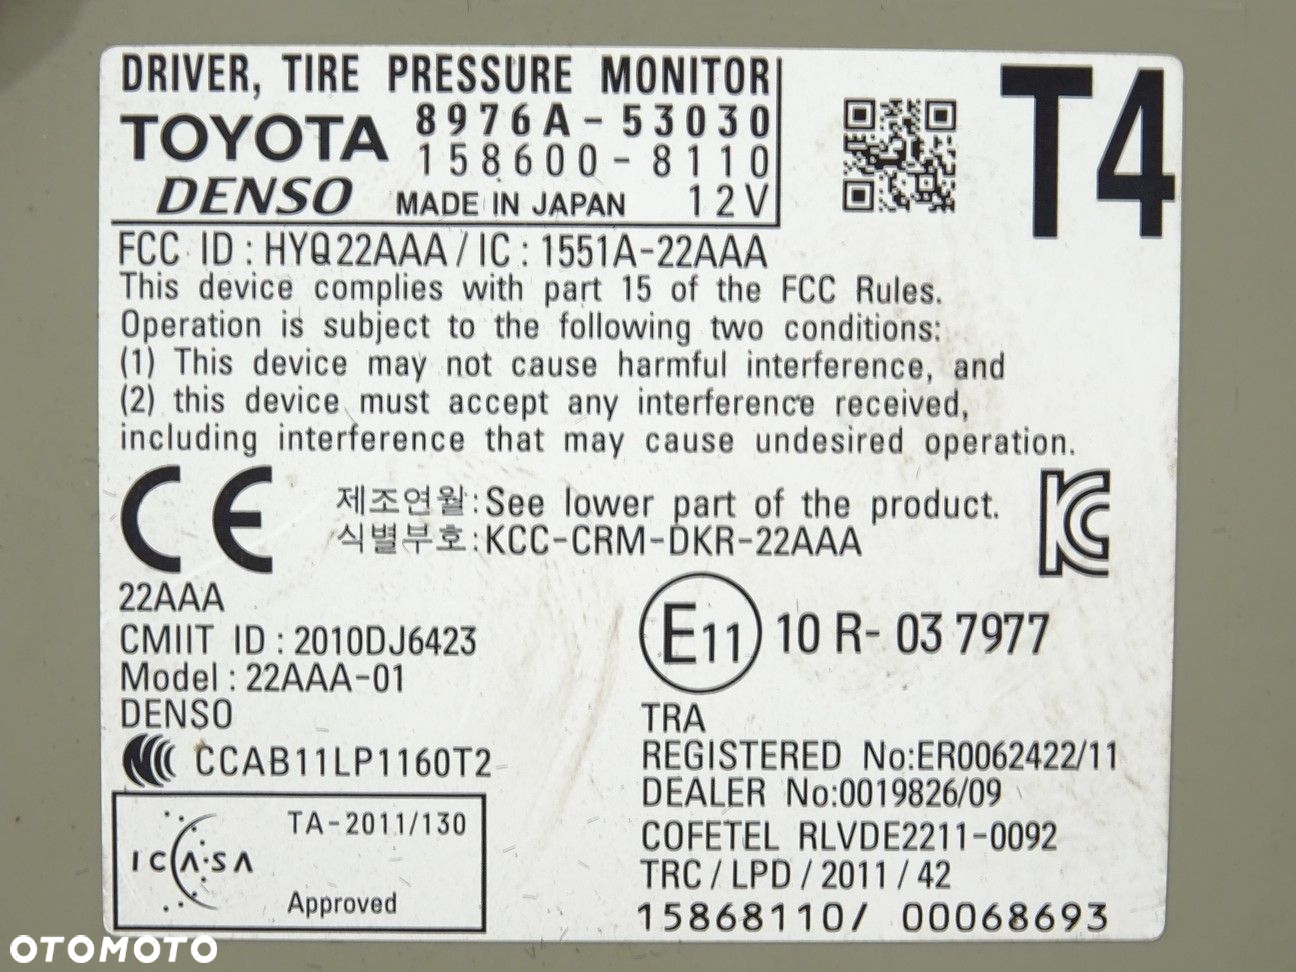 DRIVER, TIRE PRESSURE MONITOR
TOYOTA 8976A-53030
158600-8110
DENSO MADE IN JAPAN 12V
T4
FCC ID : HYQ22AAA / IC : 1551A-22AAA
This device complies with part 15 of the FCC Rules.
Operation is subject to the following two conditions:
(1) This device may not cause harmful interference, and
(2) this device must accept any interference received,
including interference that may cause undesired operation.
CE
제조연월 : See lower part of the product.
식별부호 : KCC-CRM-DKR-22AAA
KC
22AAA
CMIIT ID : 2010DJ6423
Model : 22AAA-01
DENSO
CCAB11LP1160T2
TA-2011/130
ICASA
Approved
E11 10 R- 03 7977
TRA
REGISTERED No:ER0062422/11
DEALER No:0019826/09
COFETEL RLVDE2211-0092
TRC / LPD / 2011 / 42
15868110/ 00068693
OTOMOTO